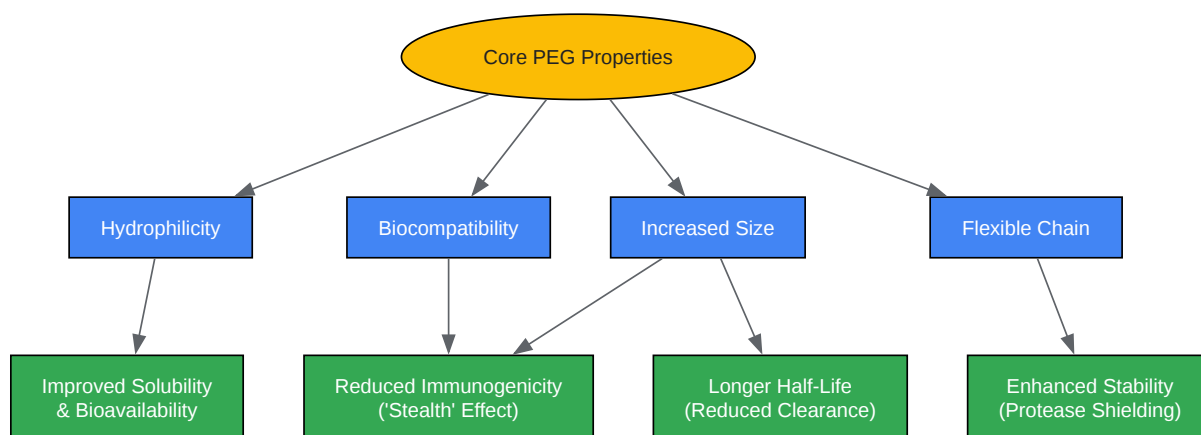 Core PEG Properties
Hydrophilicity
Biocompatibility
Increased Size
Flexible Chain
Improved Solubility
& Bioavailability
Reduced Immunogenicity
('Stealth' Effect)
Longer Half-Life
(Reduced Clearance)
Enhanced Stability
(Protease Shielding)